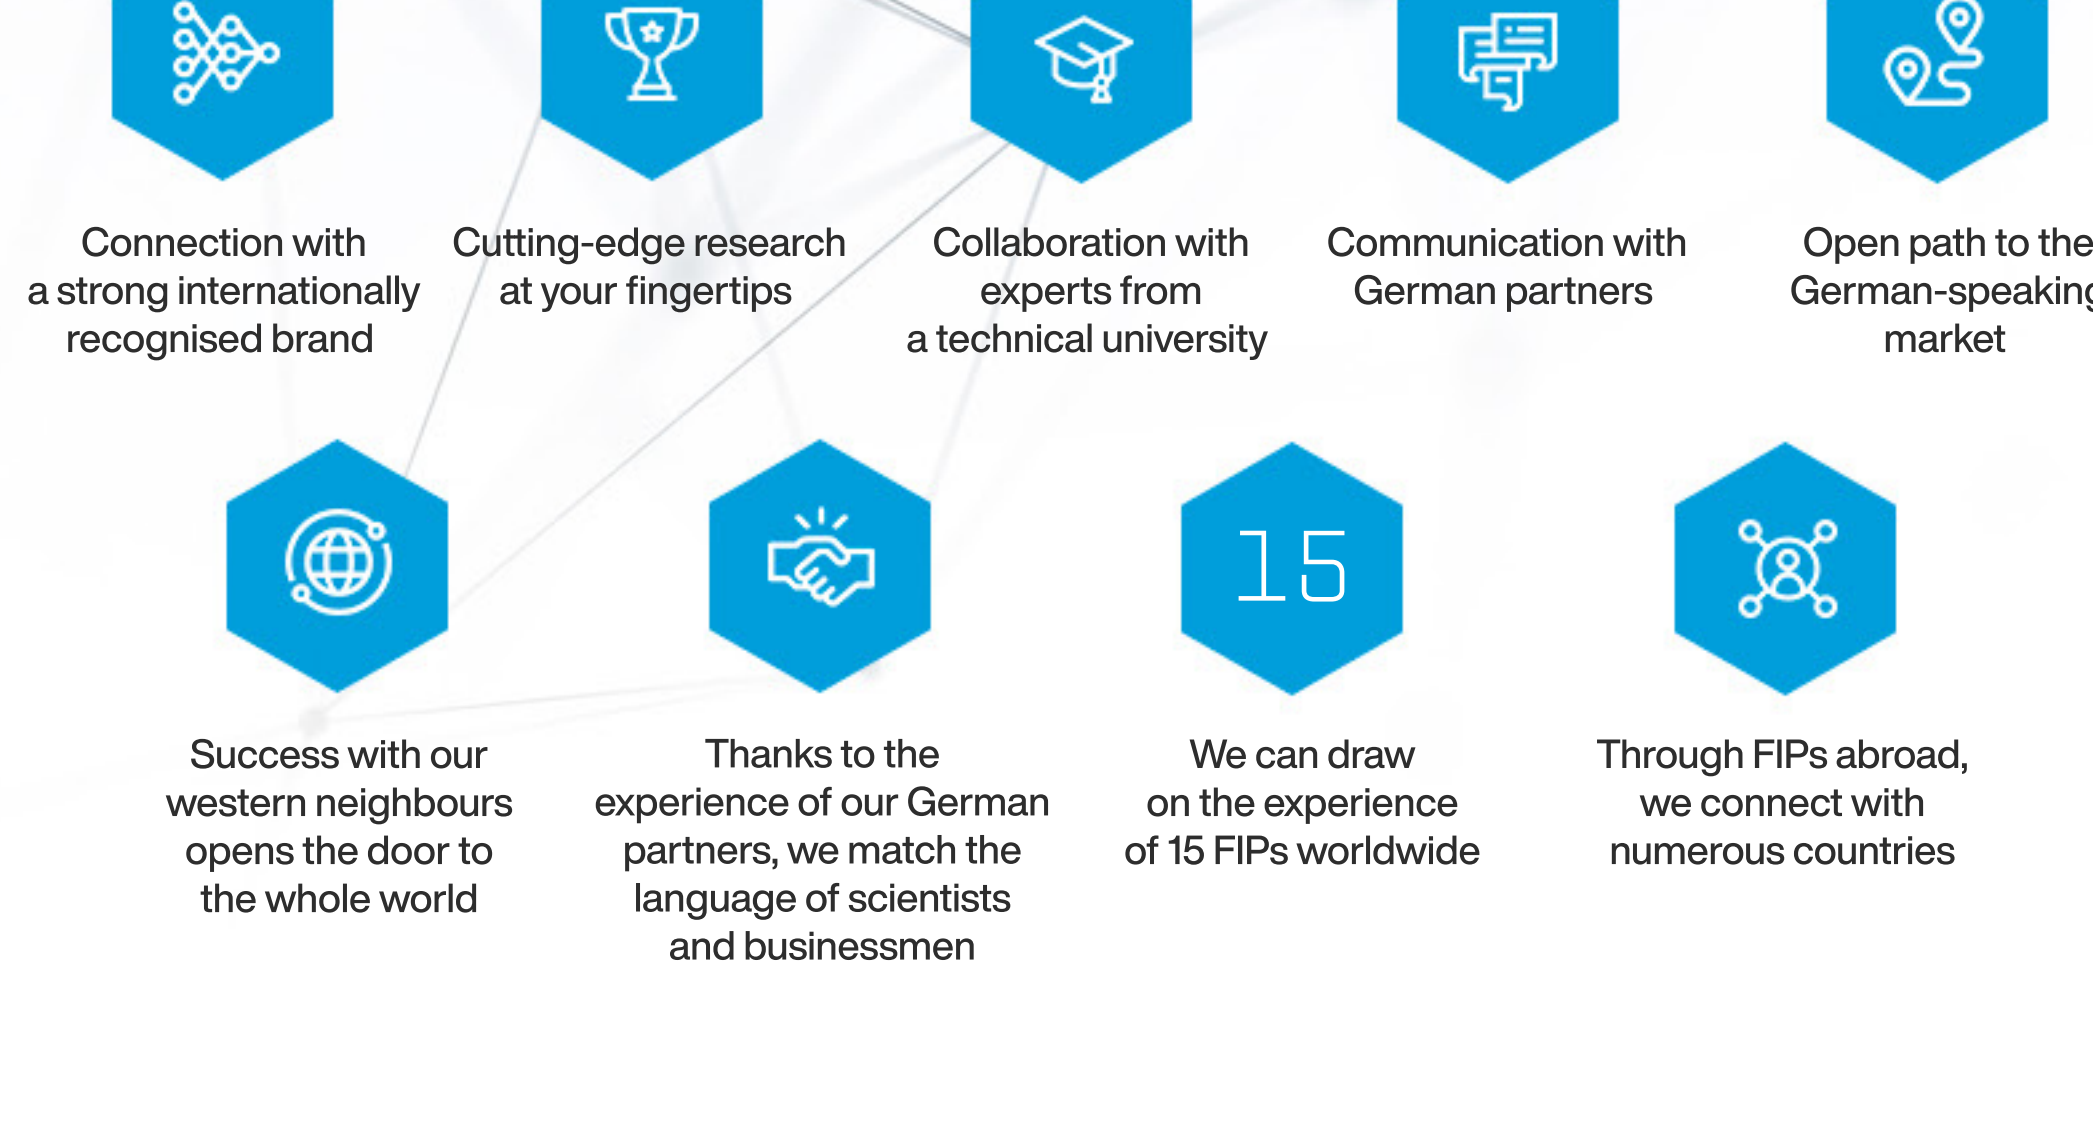 Connection with
a strong internationally
recognised brand
Cutting-edge research
at your fingertips
Collaboration with
experts from
a technical university
Communication with
German partners
Open path to the
German-speaking
market
15
Success with our
western neighbours
opens the door to
the whole world
Thanks to the
experience of our German
partners, we match the
language of scientists
and businessmen
We can draw
on the experience
of 15 FIPs worldwide
Through FIPs abroad,
we connect with
numerous countries